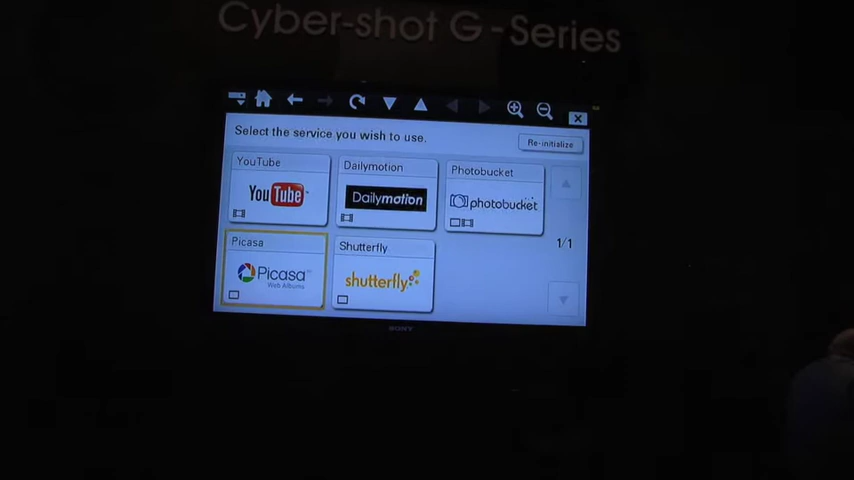 Cyber-shot G-Series
Select the service you wish to use.
Re-initialize
YouTube
Dailymotion
Photobucket
YouTube
Dailymotion
photobucket
1/1
Picasa
Shutterfly
Picasa
Web Albums
shutterfly
SONY